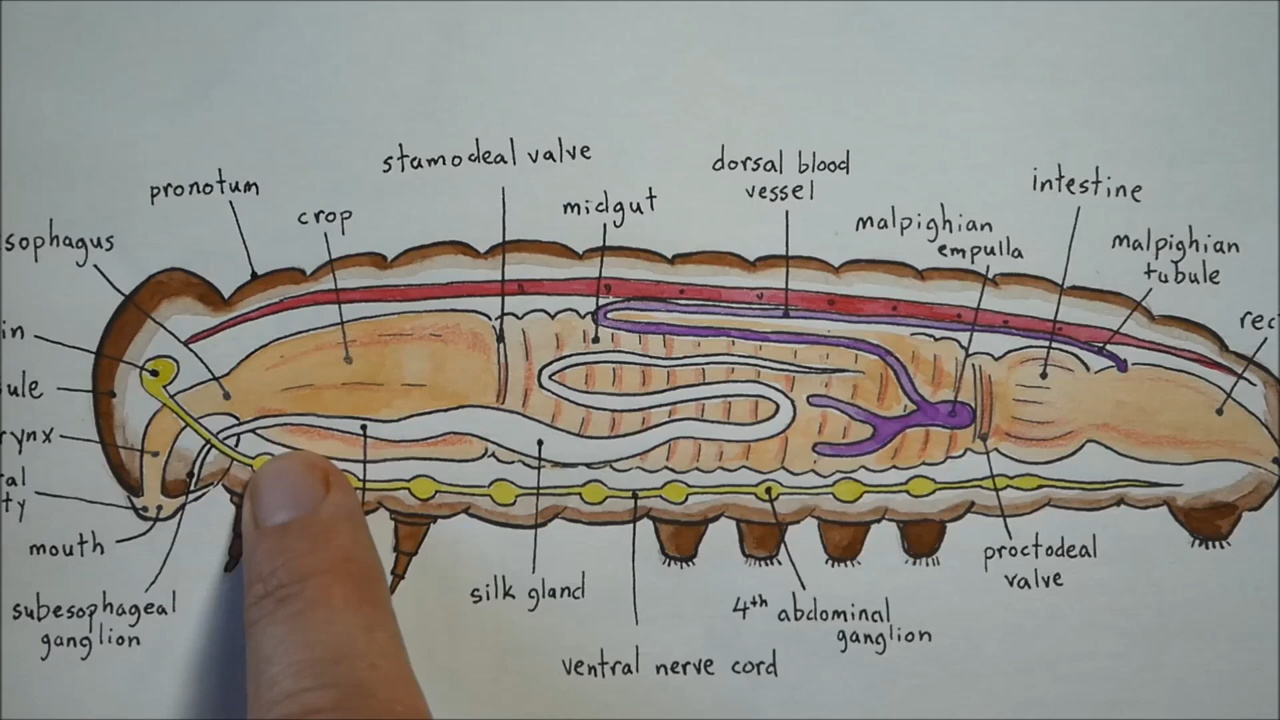 stamodeal valve
dorsal blood
vessel
intestine
pronotum
midgut
crop
malpighian
empulla
malpighian
tubule
sophagus
rec
in
ule
rynx
al
ty
mouth
subesophageal
ganglion
silk gland
4th abdominal
ganglion
proctodeal
valve
ventral nerve cord